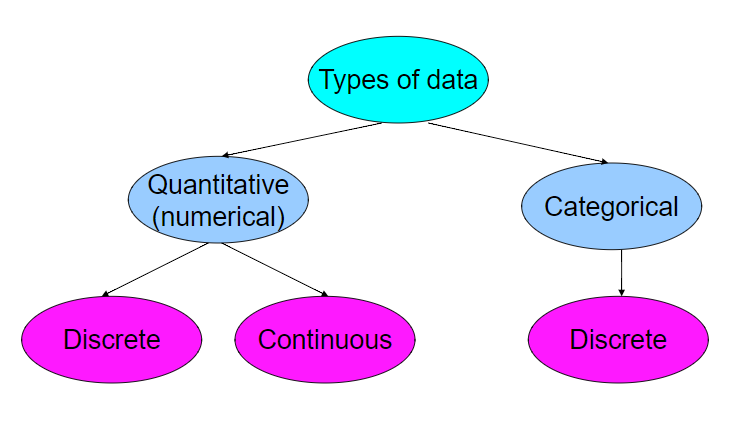 Types of data
Quantitative
(numerical)
Categorical
Discrete
Continuous
Discrete